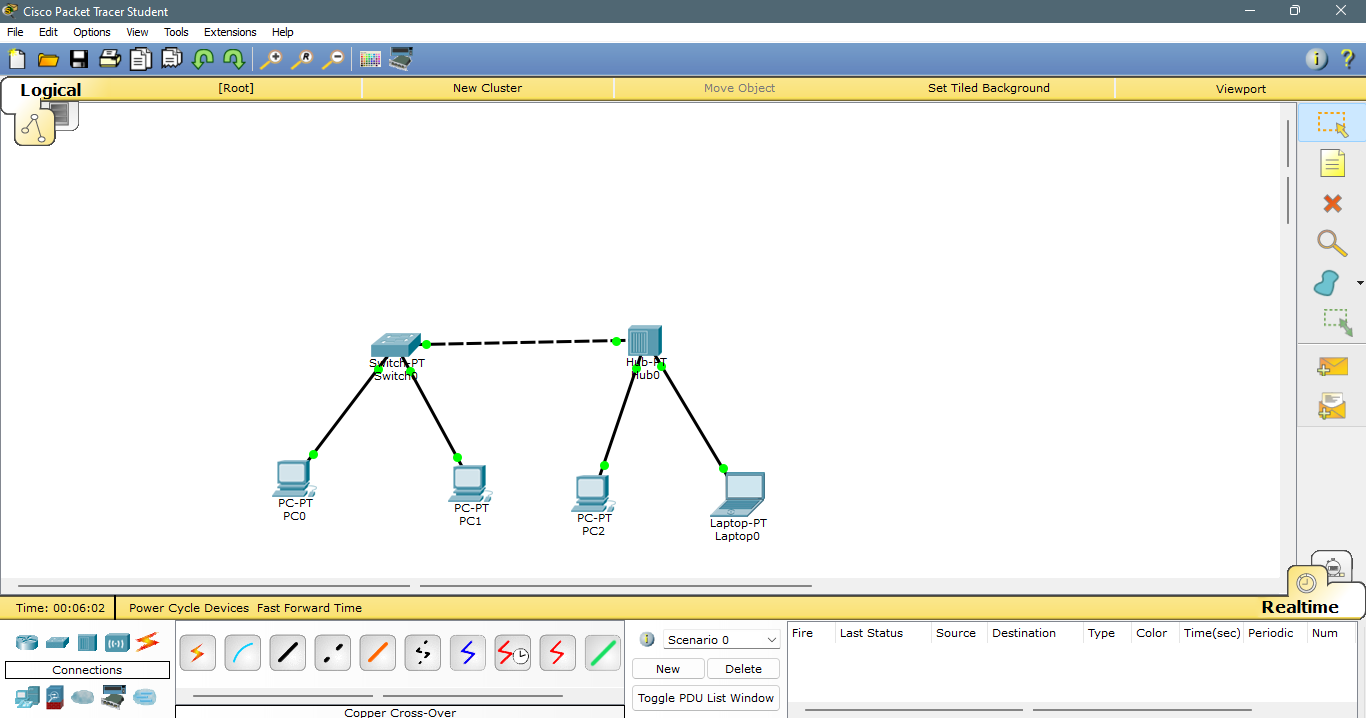 Cisco Packet Tracer Student
File Edit Options View Tools Extensions Help
Logical [Root] New Cluster Move Object Set Tiled Background Viewport
Switch-PT
Switch0
Hub-PT
Hub0
PC-PT
PC0
PC-PT
PC1
PC-PT
PC2
Laptop-PT
Laptop0
Time: 00:06:02 Power Cycle Devices Fast Forward Time Realtime
Scenario 0
Fire Last Status Source Destination Type Color Time(sec) Periodic Num
Connections
New Delete
Toggle PDU List Window
Copper Cross-Over